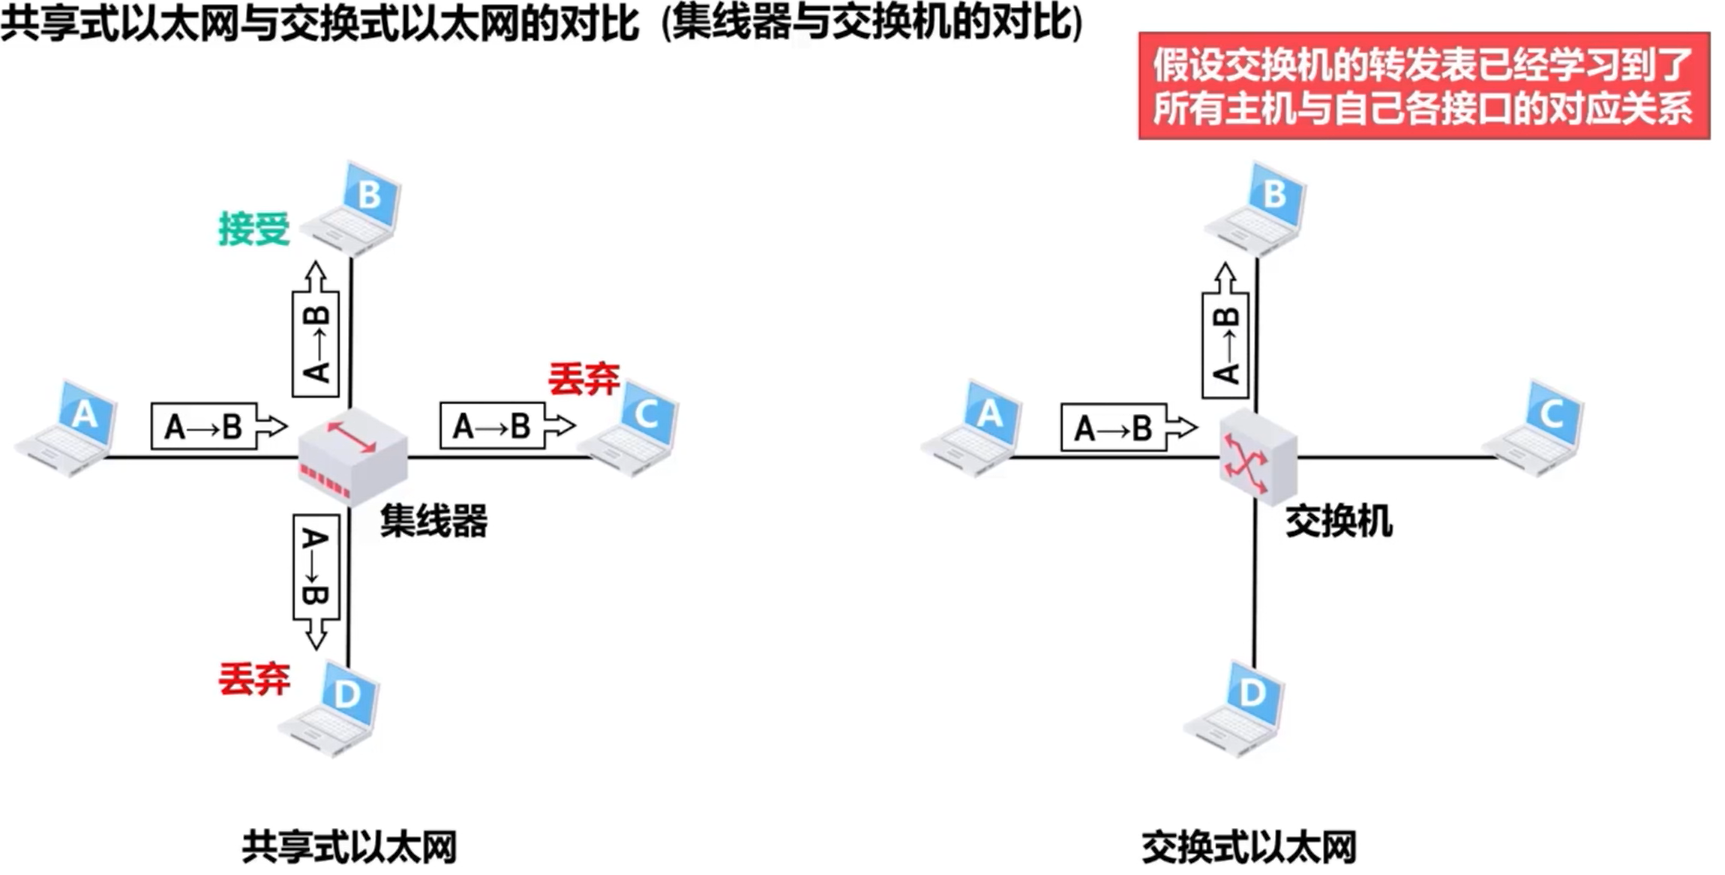 共享式以太网与交换式以太网的对比 (集线器与交换机的对比)
假设交换机的转发表已经学习到了
所有主机与自己各接口的对应关系
B
接受
A→B
丢弃
A
A→B
A→B
C
集线器
A→B
丢弃
D
共享式以太网
B
A→B
A
A→B
C
交换机
D
交换式以太网